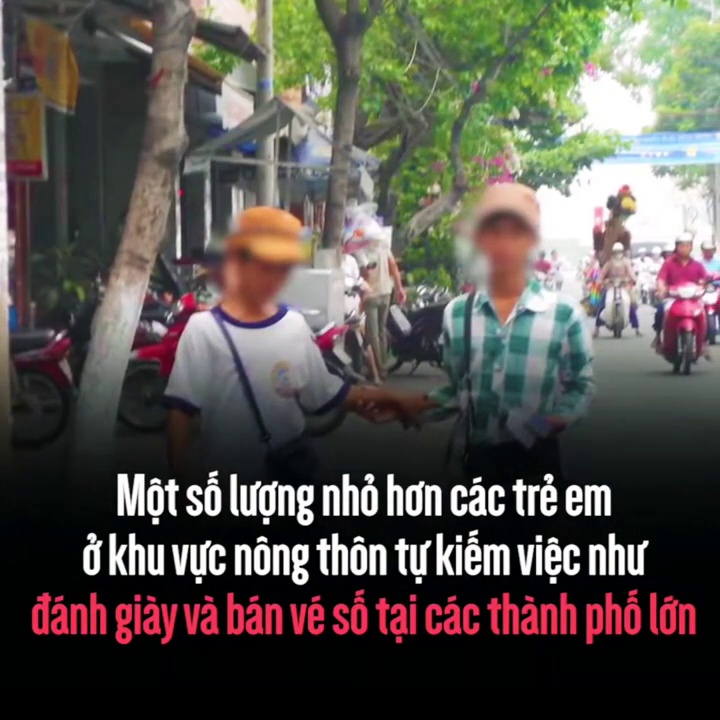 Một số lượng nhỏ hơn các trẻ em
ở khu vực nông thôn tự kiếm việc như
đánh giày và bán vé số tại các thành phố lớn